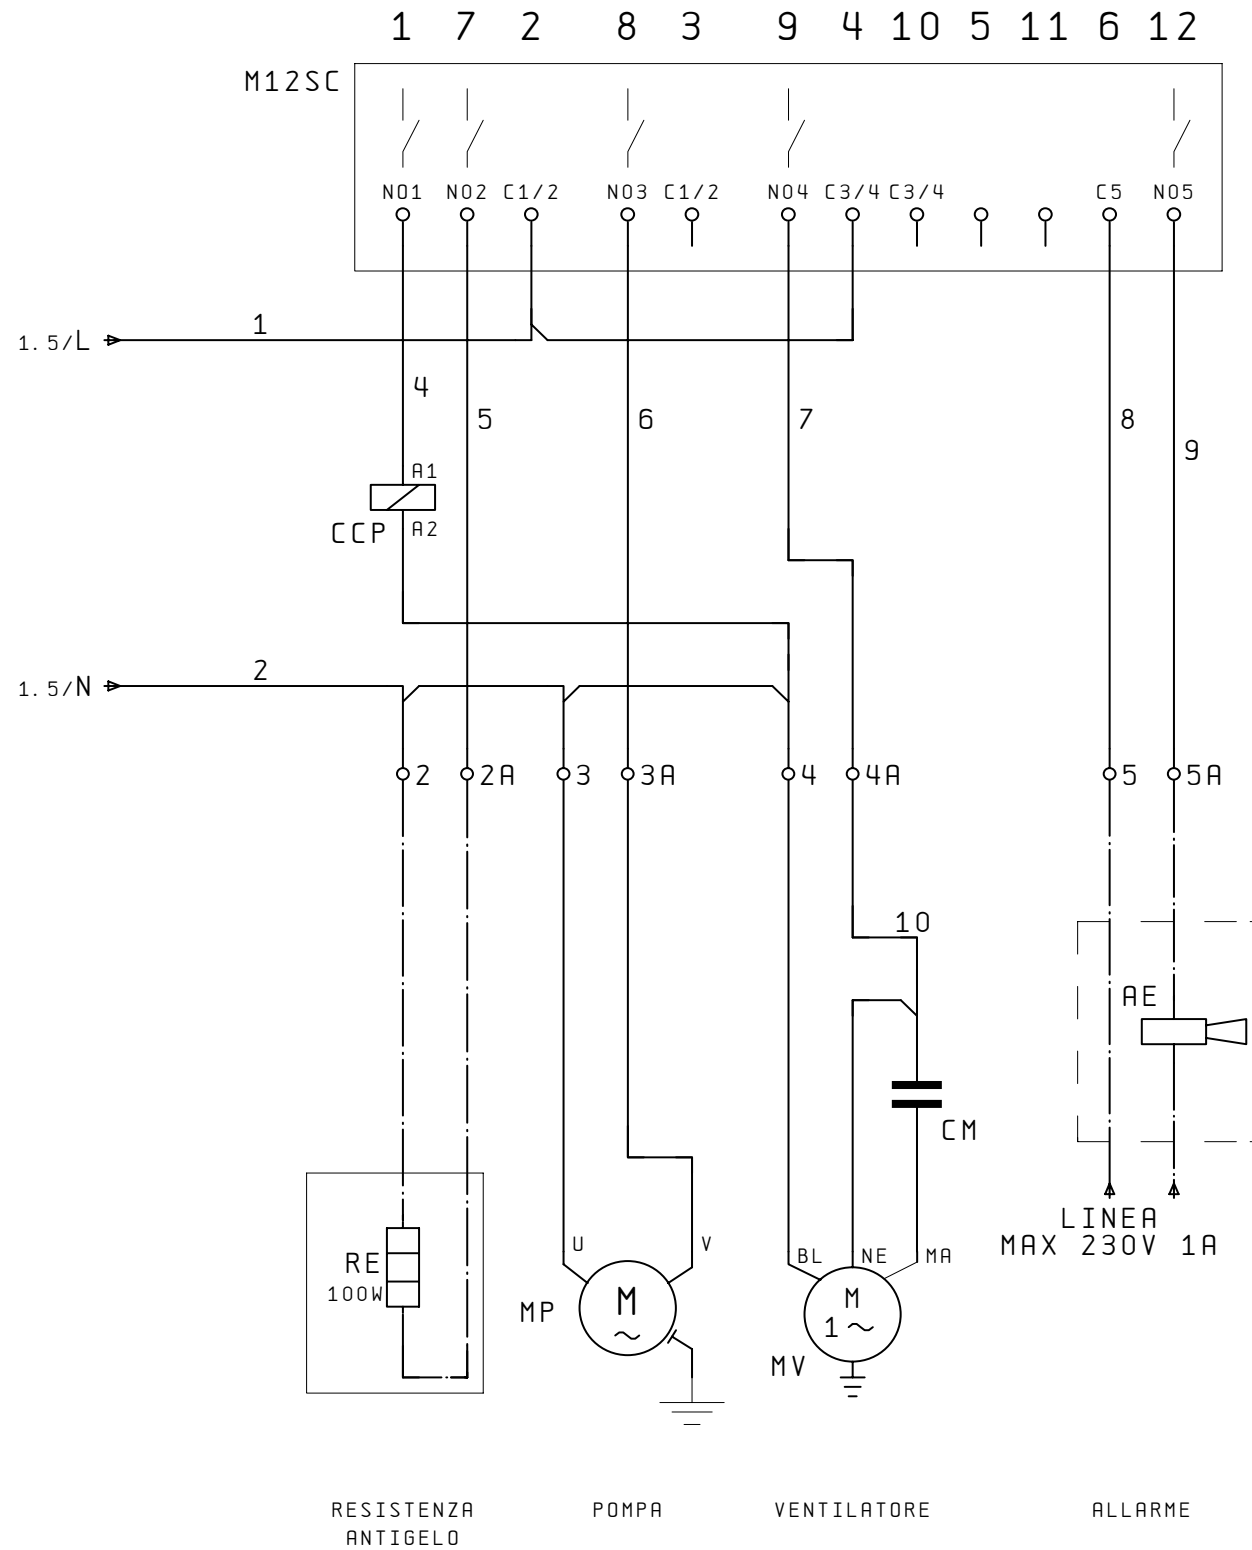 1 7 2 8 3 9 4 10 5 11 6 12
M12SC
NO1 NO2 C1/2 NO3 C1/2 NO4 C3/4 C3/4 C5 NO5
1.5/L 1
4
5 6 7 8
9
A1
CCP A2
1.5/N 2
2 2A 3 3A 4 4A 5 5A
10
AE
CM
LINEA
MAX 230V 1A
U V BL NE MA
RE
100W
MP M
M
1
MV
RESISTENZA POMPA VENTILATORE ALLARME
ANTIGELO